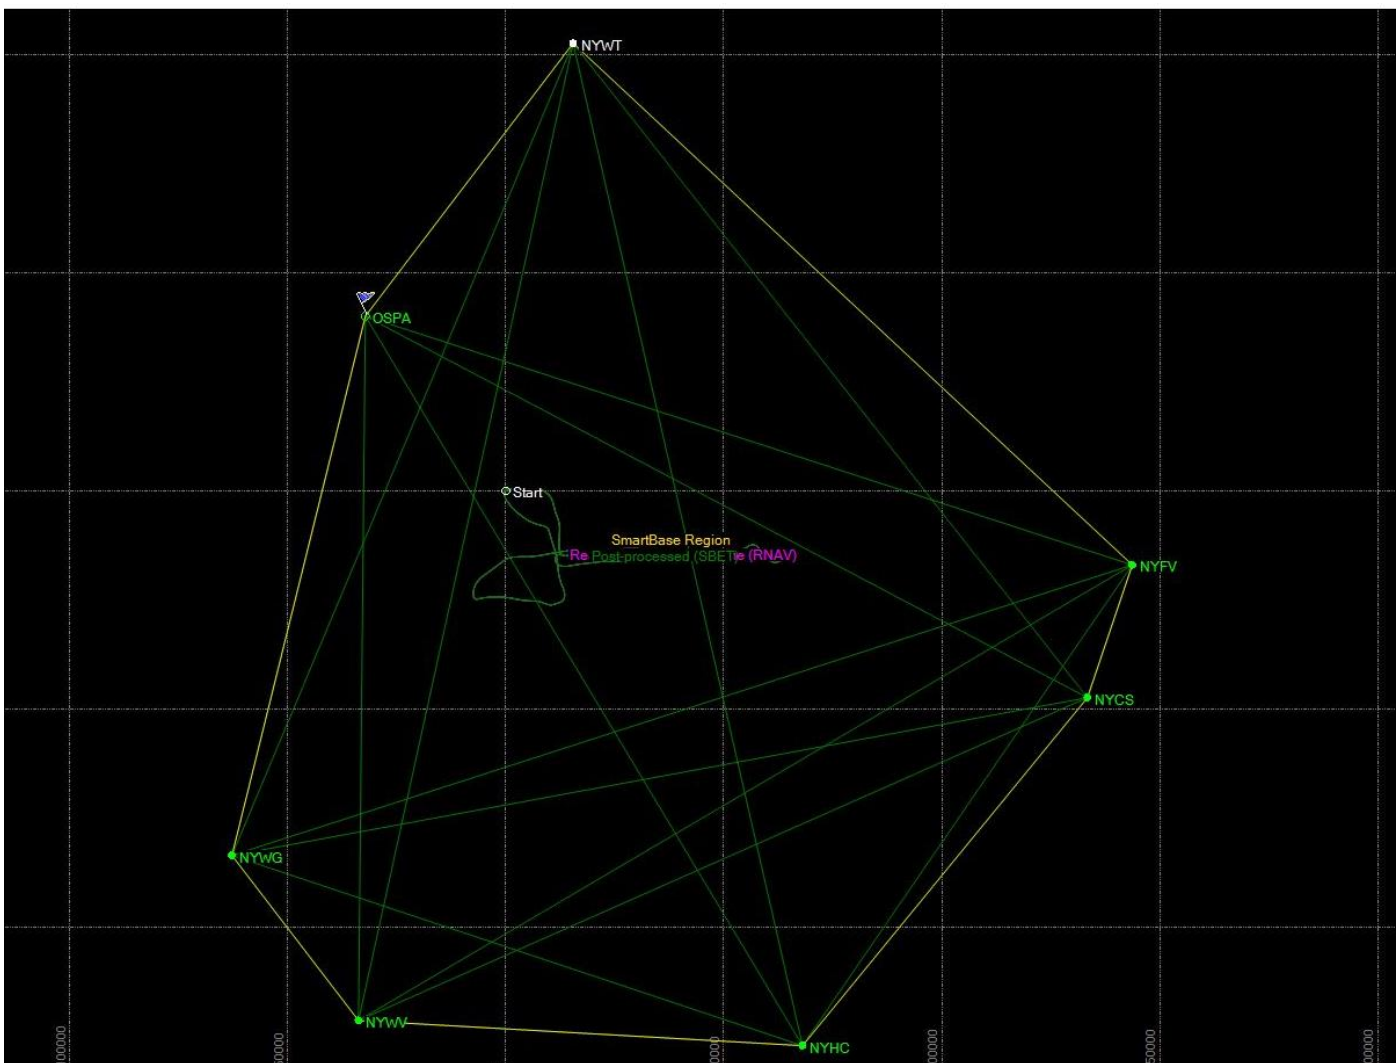 NYWT
OSPA
Start
SmartBase Region
Re Post-processed (SBET) e (RNAV)
NYFV
NYCS
NYWG
NYWV
NYHC